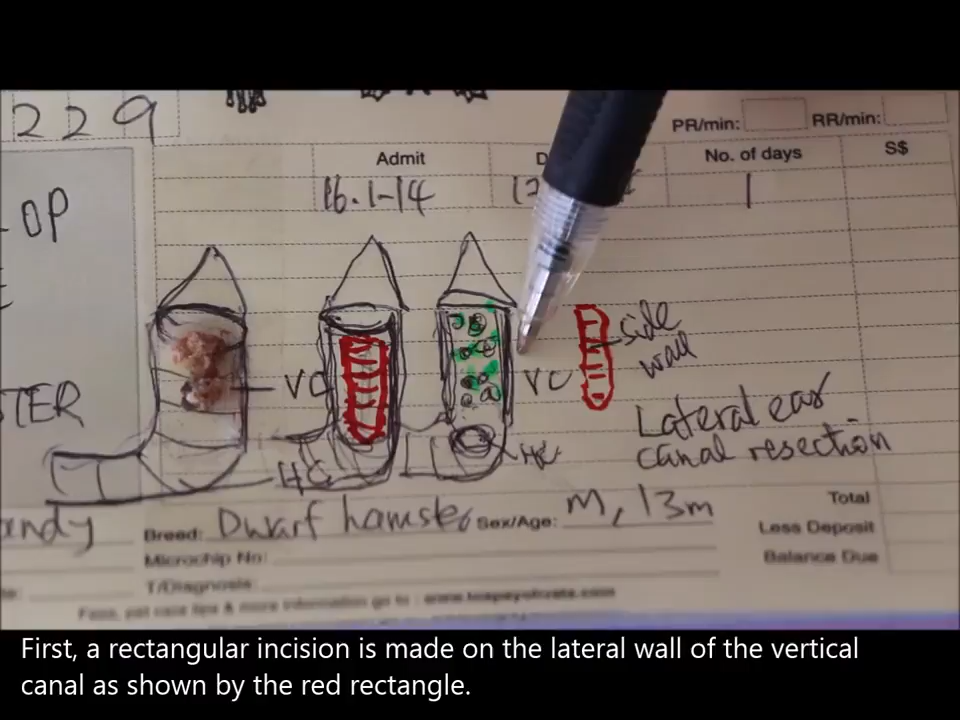 229
PR/min:
RR/min:
Admit
No. of days
S$
16.1-14
1
OP
side
wall
VC
VC
STER
Lateral ear
canal resection
HC
HC
Total
Breed: Dwarf hamster Sex/Age: M, 13m
Less Deposit
Microchip No:
Balance Due
T/Diagnosis:
First, a rectangular incision is made on the lateral wall of the vertical
canal as shown by the red rectangle.